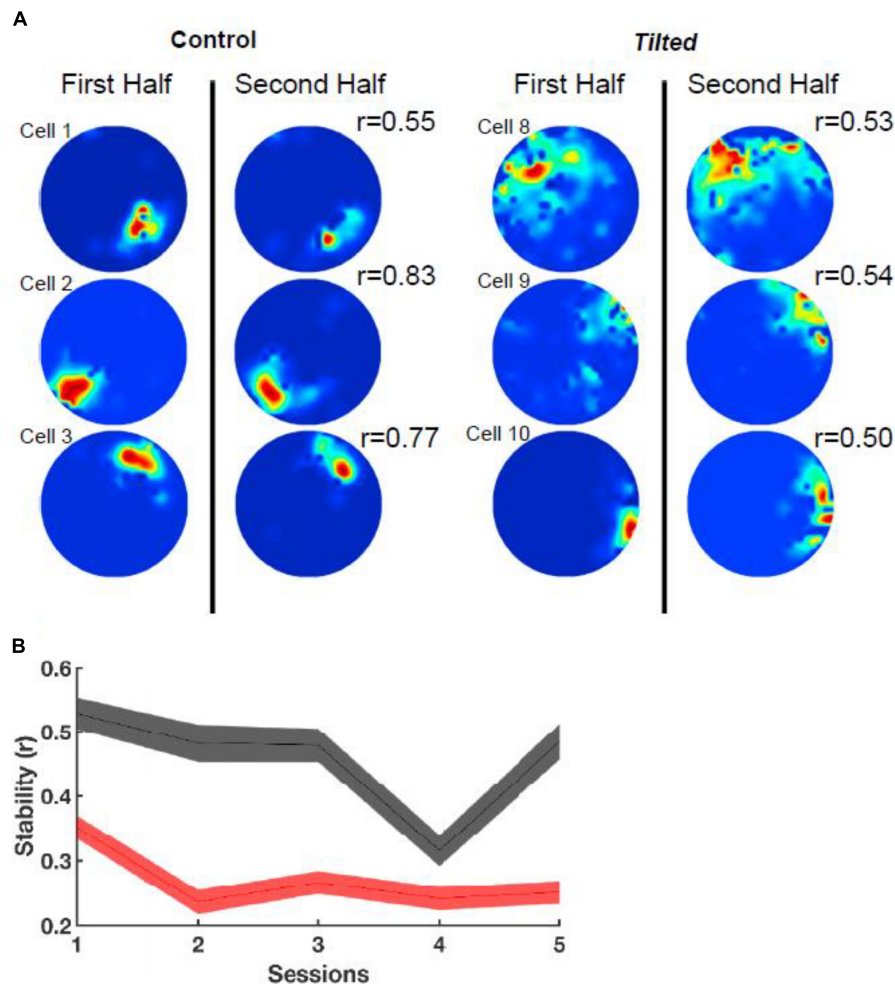 A
Control
Tilted
First Half
Second Half
First Half
Second Half
Cell 1
r=0.55
Cell 8
r=0.53
Cell 2
r=0.83
Cell 9
r=0.54
Cell 3
r=0.77
Cell 10
r=0.50
B
0.6
0.5
0.4
0.3
0.2
Stability (r)
1 2 3 4 5
Sessions